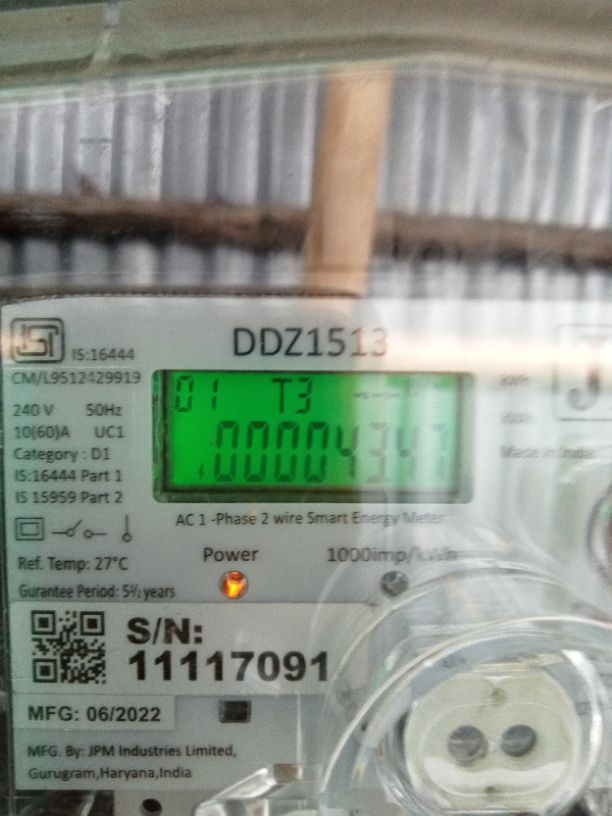 IS:16444
DDZ1513
CM/L9512429919
240 V 50Hz
10(60)A UC1
Category : D1
IS:16444 Part 1
IS 15959 Part 2
01 T3
00004347
Made in India
AC 1 -Phase 2 wire Smart Energy Meter
Ref. Temp: 27°C
Power
1000imp/kWh
Gurantee Period: 5½ years
S/N:
11117091
MFG: 06/2022
MFG. By: JPM Industries Limited,
Gurugram,Haryana,India